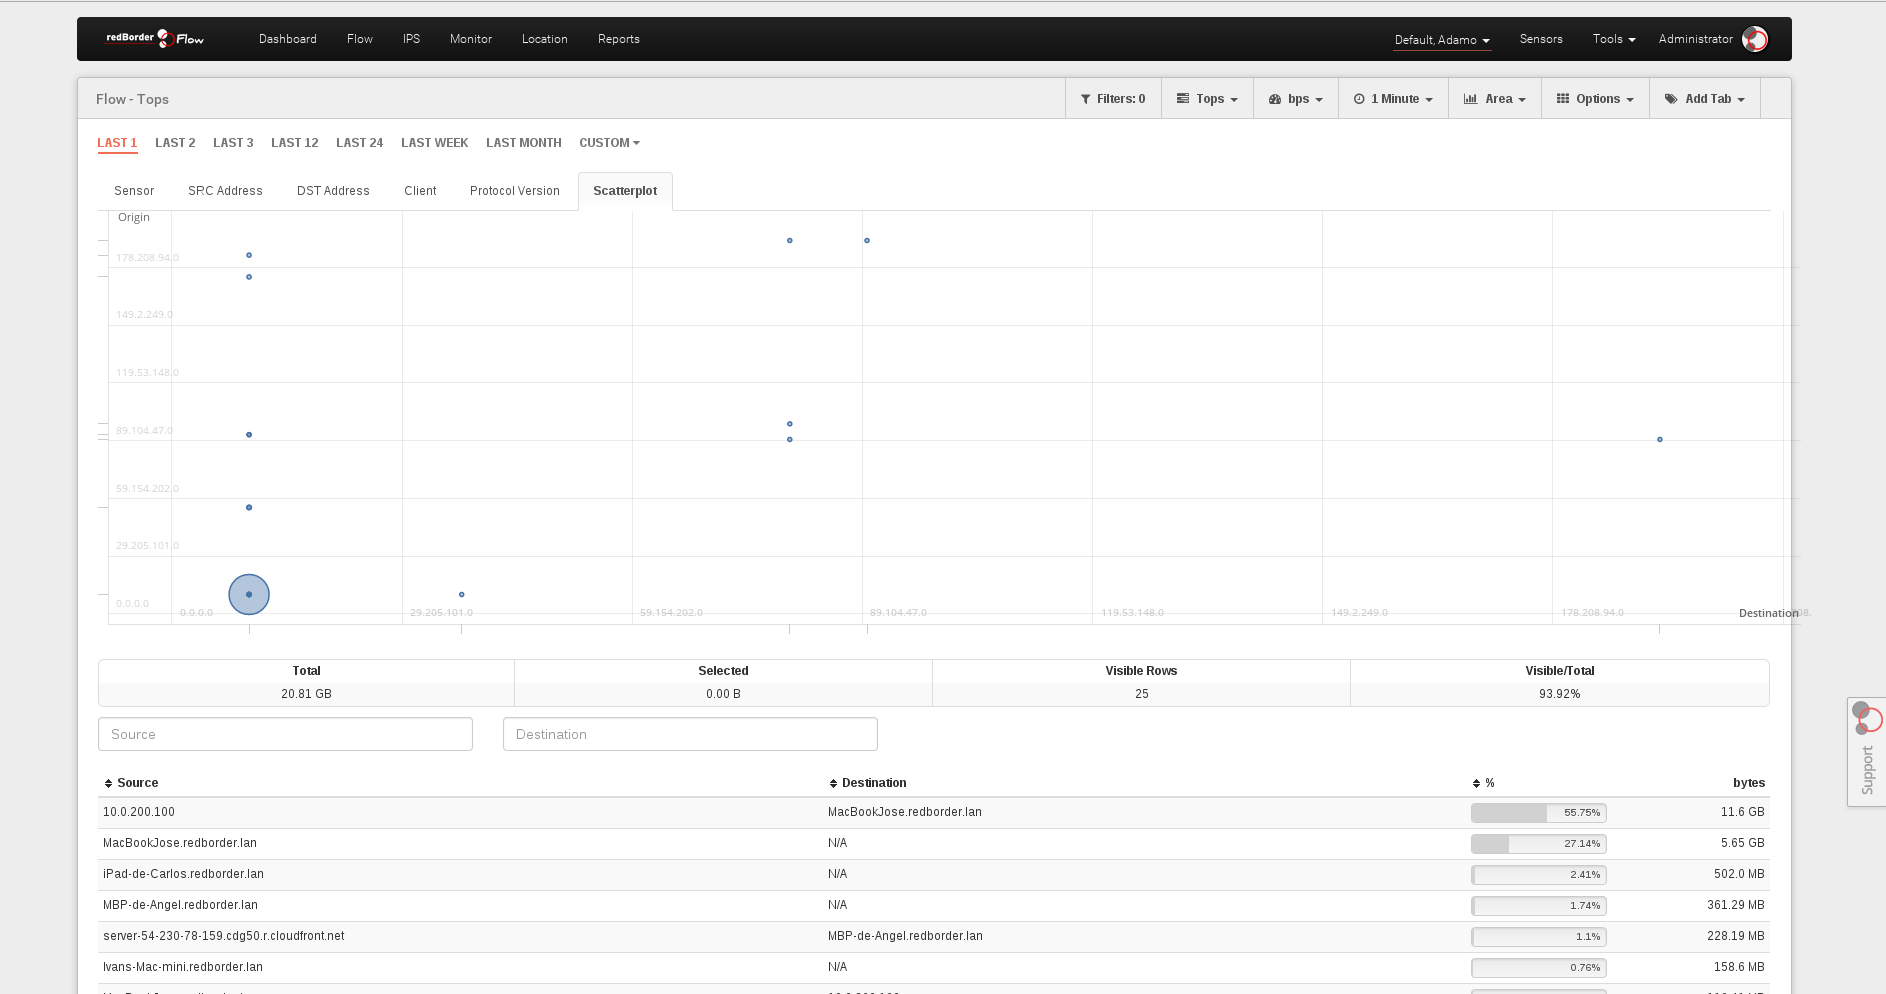 redBorder Flow Dashboard Flow IPS Monitor Location Reports Default, Adamo Sensors Tools Administrator
Flow - Tops Filters: 0 Tops bps 1 Minute Area Options Add Tab
LAST 1 LAST 2 LAST 3 LAST 12 LAST 24 LAST WEEK LAST MONTH CUSTOM
Sensor SRC Address DST Address Client Protocol Version Scatterplot
Origin
178.208.94.0
149.2.249.0
119.53.148.0
89.104.47.0
59.154.202.0
29.205.101.0
0.0.0.0
0.0.0.0 29.205.101.0 59.154.202.0 89.104.47.0 119.53.148.0 149.2.249.0 178.208.94.0 Destination
Total Selected Visible Rows Visible/Total
20.81 GB 0.00 B 25 93.92%
Source Destination
Support
Source Destination % bytes
10.0.200.100 MacBookJose.redborder.lan 55.75% 11.6 GB
MacBookJose.redborder.lan N/A 27.14% 5.65 GB
iPad-de-Carlos.redborder.lan N/A 2.41% 502.0 MB
MBP-de-Angel.redborder.lan N/A 1.74% 361.29 MB
server-54-230-78-159.cdg50.r.cloudfront.net MBP-de-Angel.redborder.lan 1.1% 228.19 MB
Ivans-Mac-mini.redborder.lan N/A 0.76% 158.6 MB